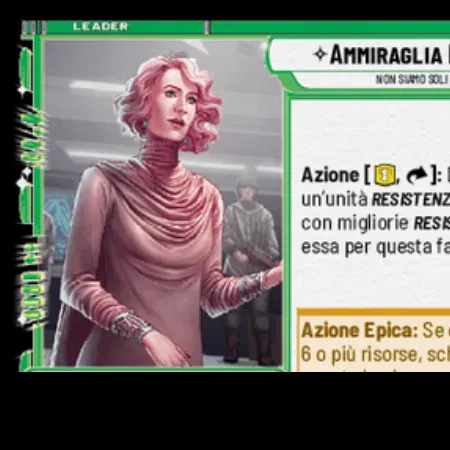 LEADER
AMMIRAGLIA
NON SIAMO SOLI
Azione [1, ]:
un'unità RESISTENZ
con migliorie RESIS
essa per questa fa
Azione Epica: Se
6 o più risorse, sch